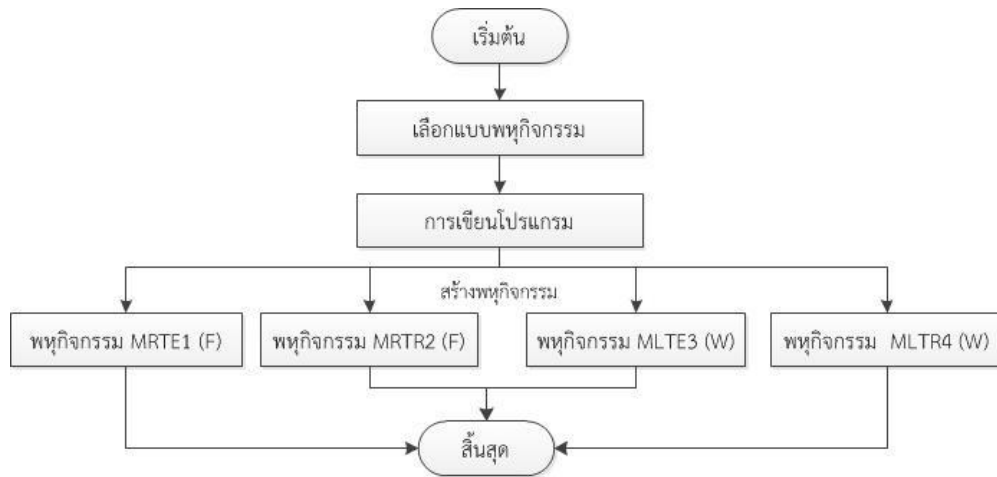 เริ่มต้น
เลือกแบบพหุกิจกรรม
การเขียนโปรแกรม
สร้างพหุกิจกรรม
พหุกิจกรรม MRTE1 (F)
พหุกิจกรรม MRTR2 (F)
พหุกิจกรรม MLTE3 (W)
พหุกิจกรรม MLTR4 (W)
สิ้นสุด